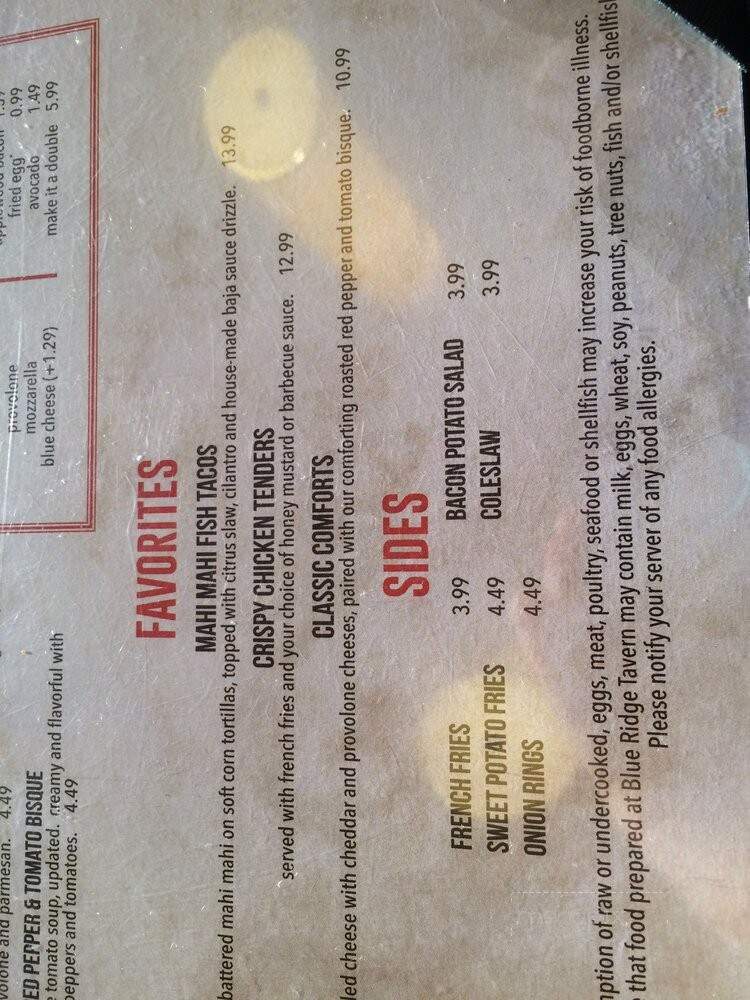 fried egg* 0.99
avocado 1.49
make it a double 5.99
provolone
mozzarella
blue cheese (+1.29)
and parmesan. 4.49
PEPPER & TOMATO BISQUE
tomato soup, updated. creamy and flavorful with
peppers and tomatoes. 4.49
FAVORITES
MAHI MAHI FISH TACOS
battered mahi mahi on soft corn tortillas, topped with citrus slaw, cilantro and house-made baja sauce drizzle. 13.99
CRISPY CHICKEN TENDERS
served with french fries and your choice of honey mustard or barbecue sauce. 12.99
CLASSIC COMFORTS
led cheese with cheddar and provolone cheeses, paired with our comforting roasted red pepper and tomato bisque. 10.99
SIDES
FRENCH FRIES 3.99 BACON POTATO SALAD 3.99
SWEET POTATO FRIES 4.49 COLESLAW 3.99
ONION RINGS 4.49
ption of raw or undercooked, eggs, meat, poultry, seafood or shellfish may increase your risk of foodborne illness.
that food prepared at Blue Ridge Tavern may contain milk, eggs, wheat, soy, peanuts, tree nuts, fish and/or shellfish
Please notify your server of any food allergies.